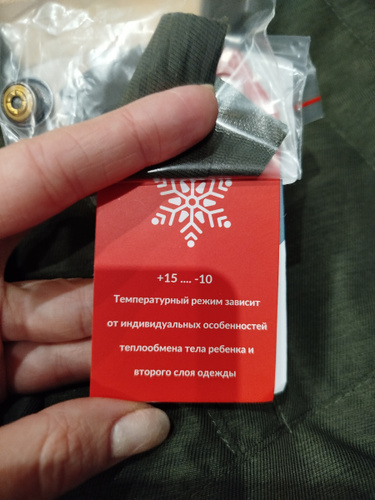 +15 .... -10
Температурный режим зависит
от индивидуальных особенностей
теплообмена тела ребенка и
второго слоя одежды